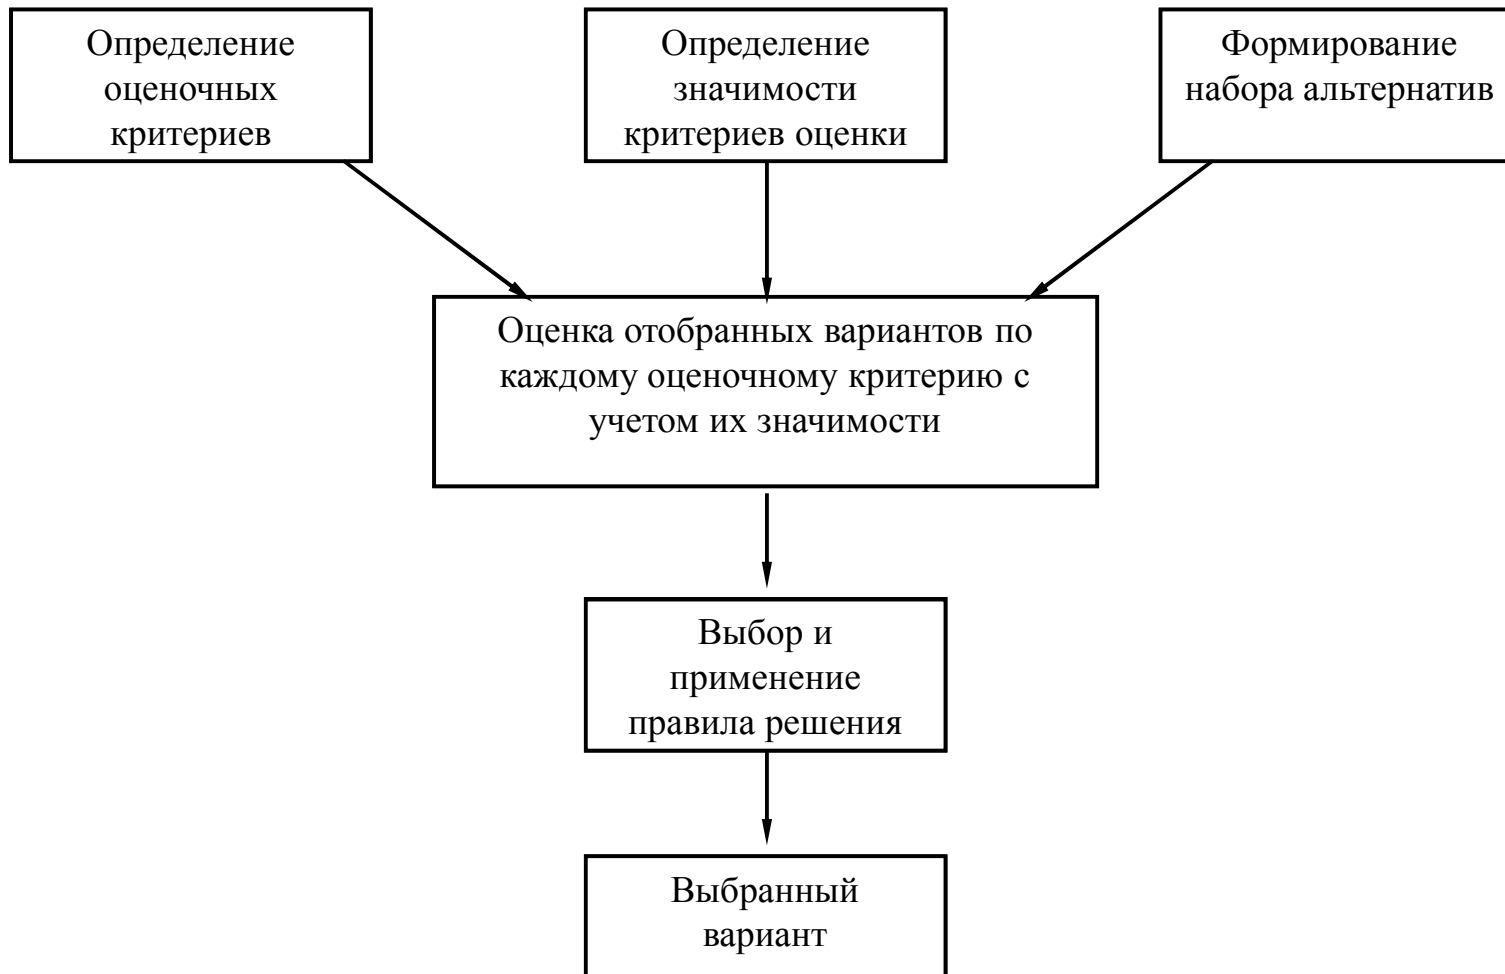 Определение
оценочных
критериев
Определение
значимости
критериев оценки
Формирование
набора альтернатив
Оценка отобранных вариантов по
каждому оценочному критерию с
учетом их значимости
Выбор и
применение
правила решения
Выбранный
вариант